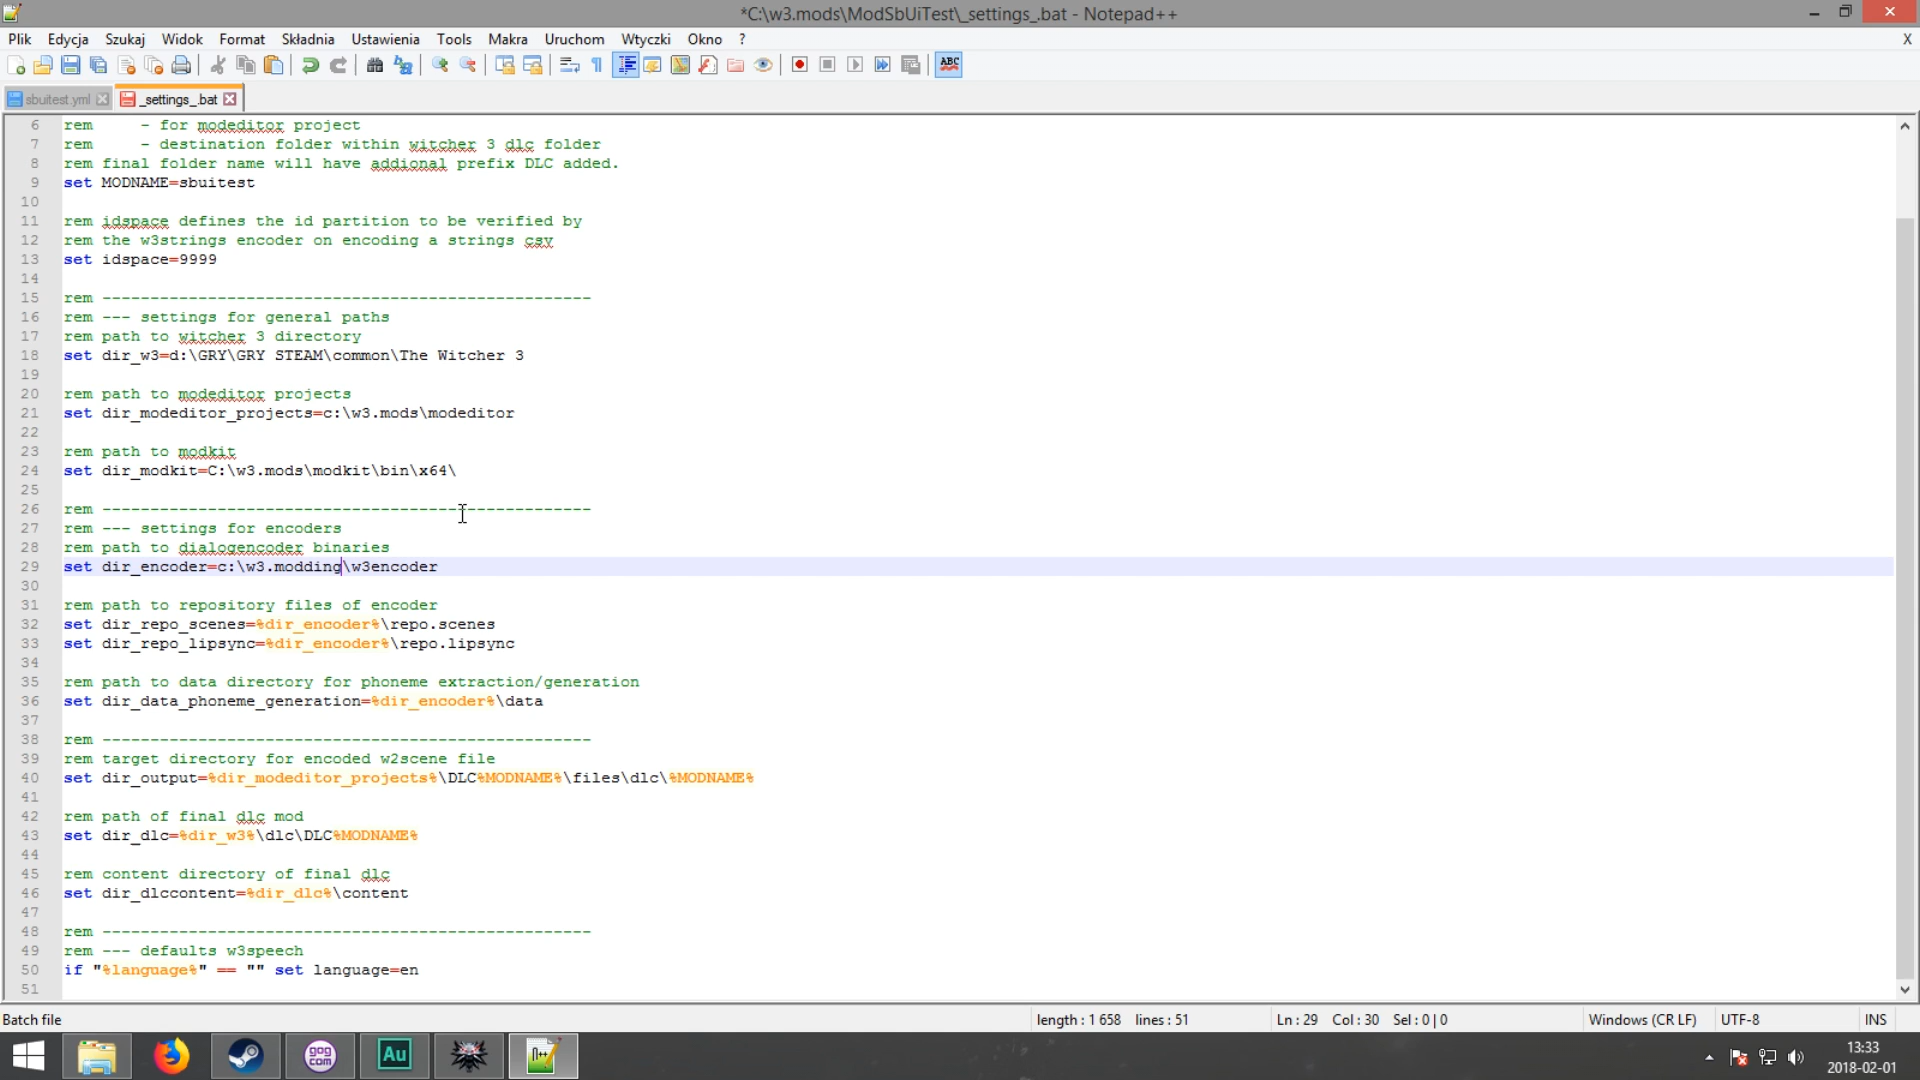 *C:\w3.mods\ModSbUiTest\_settings_.bat - Notepad++
Plik Edycja Szukaj Widok Format Składnia Ustawienia Tools Makra Uruchom Wtyczki Okno ? X
ABC
sbuitest.yml _settings_.bat
6 rem - for modeditor project
7 rem - destination folder within witcher 3 dlc folder
8 rem final folder name will have addional prefix DLC added.
9 set MODNAME=sbuitest
10
11 rem idspace defines the id partition to be verified by
12 rem the w3strings encoder on encoding a strings csv
13 set idspace=9999
14
15 rem ---------------------------------------------------
16 rem --- settings for general paths
17 rem path to witcher 3 directory
18 set dir_w3=d:\GRY\GRY STEAM\common\The Witcher 3
19
20 rem path to modeditor projects
21 set dir_modeditor_projects=c:\w3.mods\modeditor
22
23 rem path to modkit
24 set dir_modkit=C:\w3.mods\modkit\bin\x64\
25
26 rem ---------------------------------------------------
27 rem --- settings for encoders
28 rem path to dialogencoder binaries
29 set dir_encoder=c:\w3.modding\w3encoder
30
31 rem path to repository files of encoder
32 set dir_repo_scenes=%dir_encoder%\repo.scenes
33 set dir_repo_lipsync=%dir_encoder%\repo.lipsync
34
35 rem path to data directory for phoneme extraction/generation
36 set dir_data_phoneme_generation=%dir_encoder%\data
37
38 rem ---------------------------------------------------
39 rem target directory for encoded w2scene file
40 set dir_output=%dir_modeditor_projects%\DLC%MODNAME%\files\dlc\%MODNAME%
41
42 rem path of final dlc mod
43 set dir_dlc=%dir_w3%\dlc\DLC%MODNAME%
44
45 rem content directory of final dlc
46 set dir_dlccontent=%dir_dlc%\content
47
48 rem ---------------------------------------------------
49 rem --- defaults w3speech
50 if "%language%" == "" set language=en
51
Batch file length : 1 658 lines : 51 Ln : 29 Col : 30 Sel : 0 | 0 Windows (CR LF) UTF-8 INS
gog com Au n++
13:33
2018-02-01